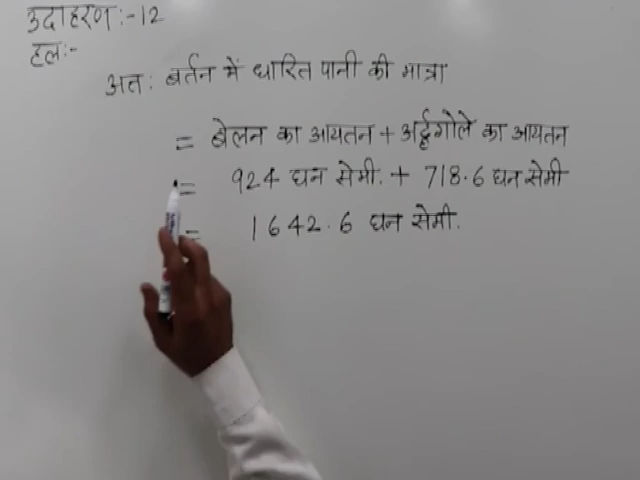 उदाहरण:-12
हल:-
अत: बर्तन में धारित पानी की मात्रा
= बेलन का आयतन + अर्द्धगोले का आयतन
= 924 घन सेमी. + 718.6 घन सेमी
= 1642.6 घन सेमी.